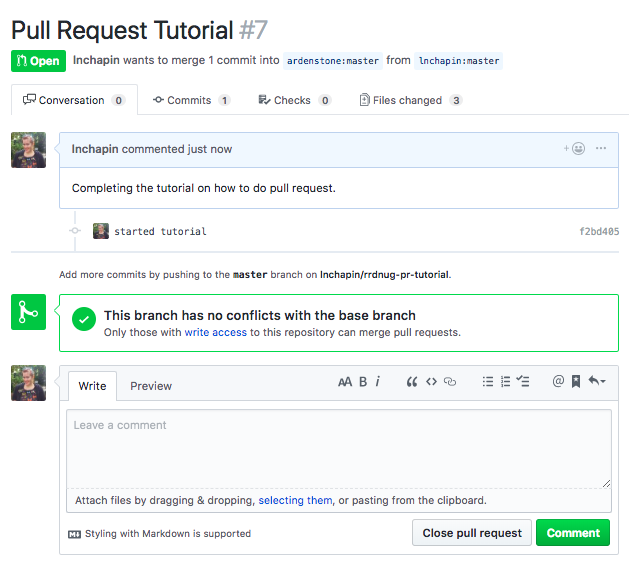 Pull Request Tutorial #7
Open lnchapin wants to merge 1 commit into ardenstone:master from lnchapin:master
Conversation 0 Commits 1 Checks 0 Files changed 3
lnchapin commented just now
Completing the tutorial on how to do pull request.
started tutorial f2bd405
Add more commits by pushing to the master branch on lnchapin/rrdnug-pr-tutorial.
This branch has no conflicts with the base branch
Only those with write access to this repository can merge pull requests.
Write Preview AA B i
Leave a comment
Attach files by dragging & dropping, selecting them, or pasting from the clipboard.
Styling with Markdown is supported
Close pull request Comment